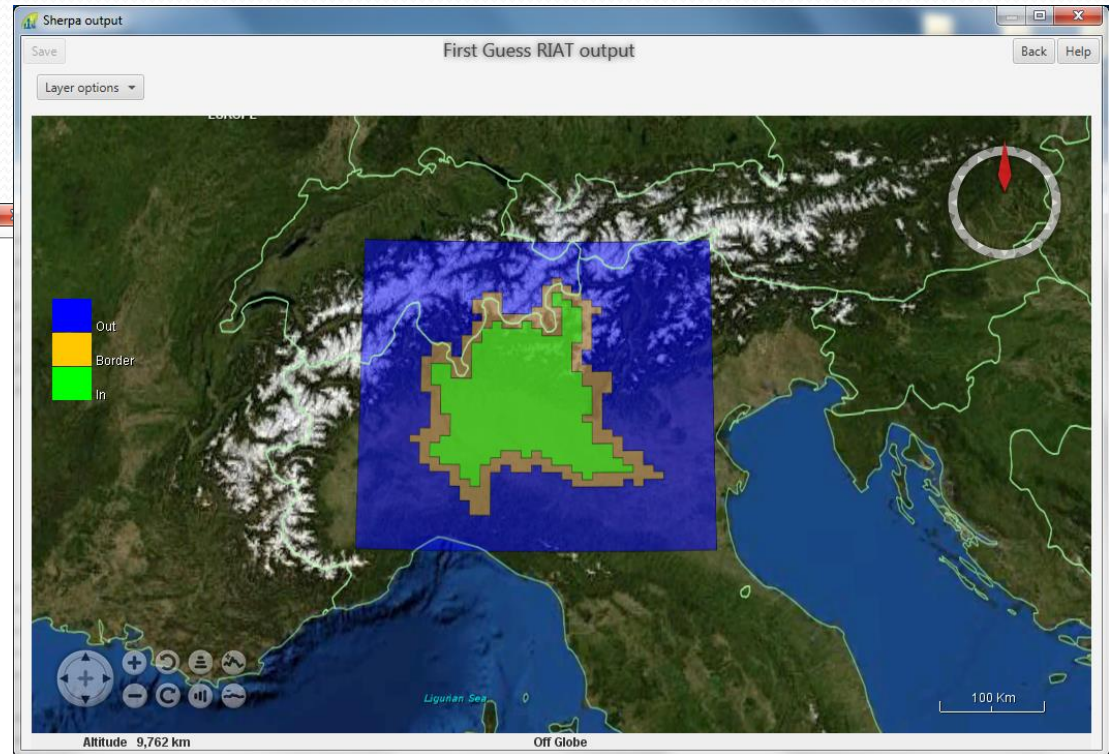 Sherpa output
Save
First Guess RIAT output
Back
Help
Layer options
Out
Border
In
Ligurian Sea
100 Km
Altitude 9,762 km
Off Globe